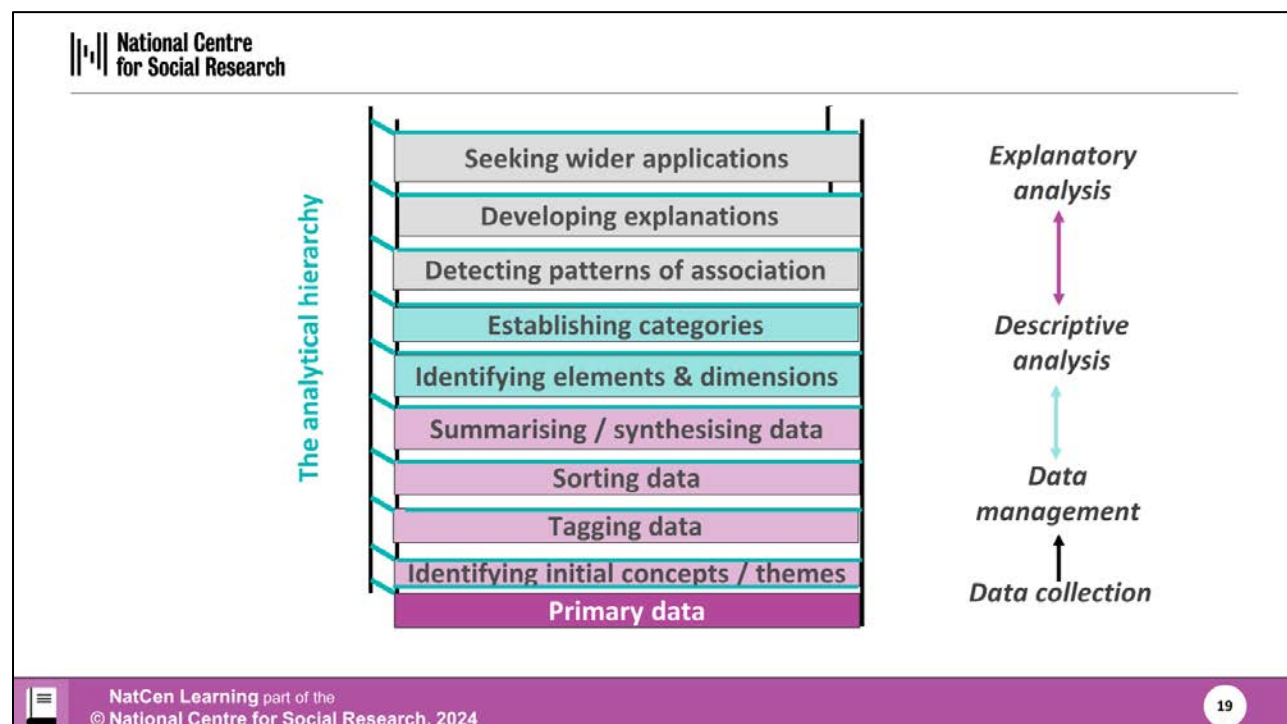 National Centre
for Social Research
The analytical hierarchy
Seeking wider applications
Developing explanations
Detecting patterns of association
Establishing categories
Identifying elements & dimensions
Summarising / synthesising data
Sorting data
Tagging data
Identifying initial concepts / themes
Primary data
Explanatory
analysis
Descriptive
analysis
Data
management
Data collection
NatCen Learning part of the
© National Centre for Social Research, 2024
19